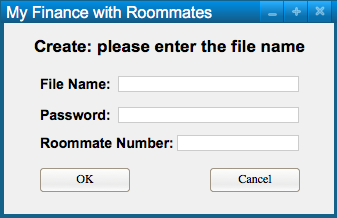 My Finance with Roommates
Create: please enter the file name
File Name:
Password:
Roommate Number:
OK Cancel